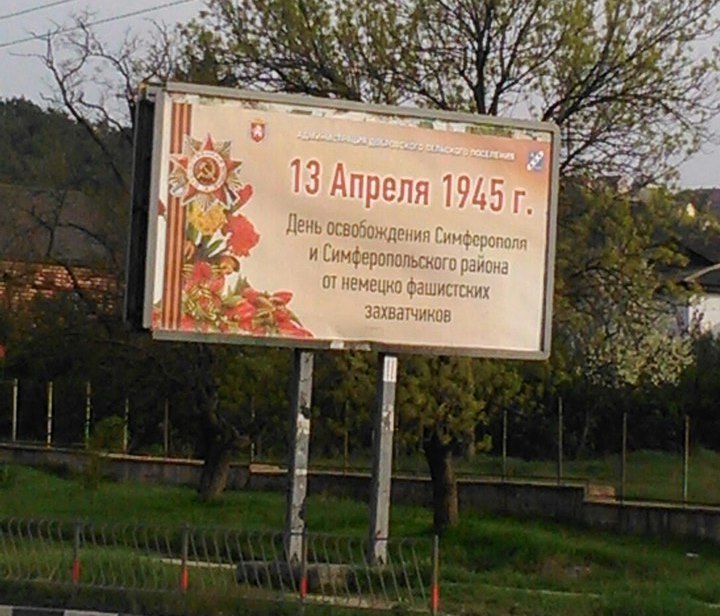 АДМИНИСТРАЦИЯ ДОБРОВСКОГО СЕЛЬСКОГО ПОСЕЛЕНИЯ
13 Апреля 1945 г.
День освобождения Симферополя
и Симферопольского района
от немецко фашистских
захватчиков